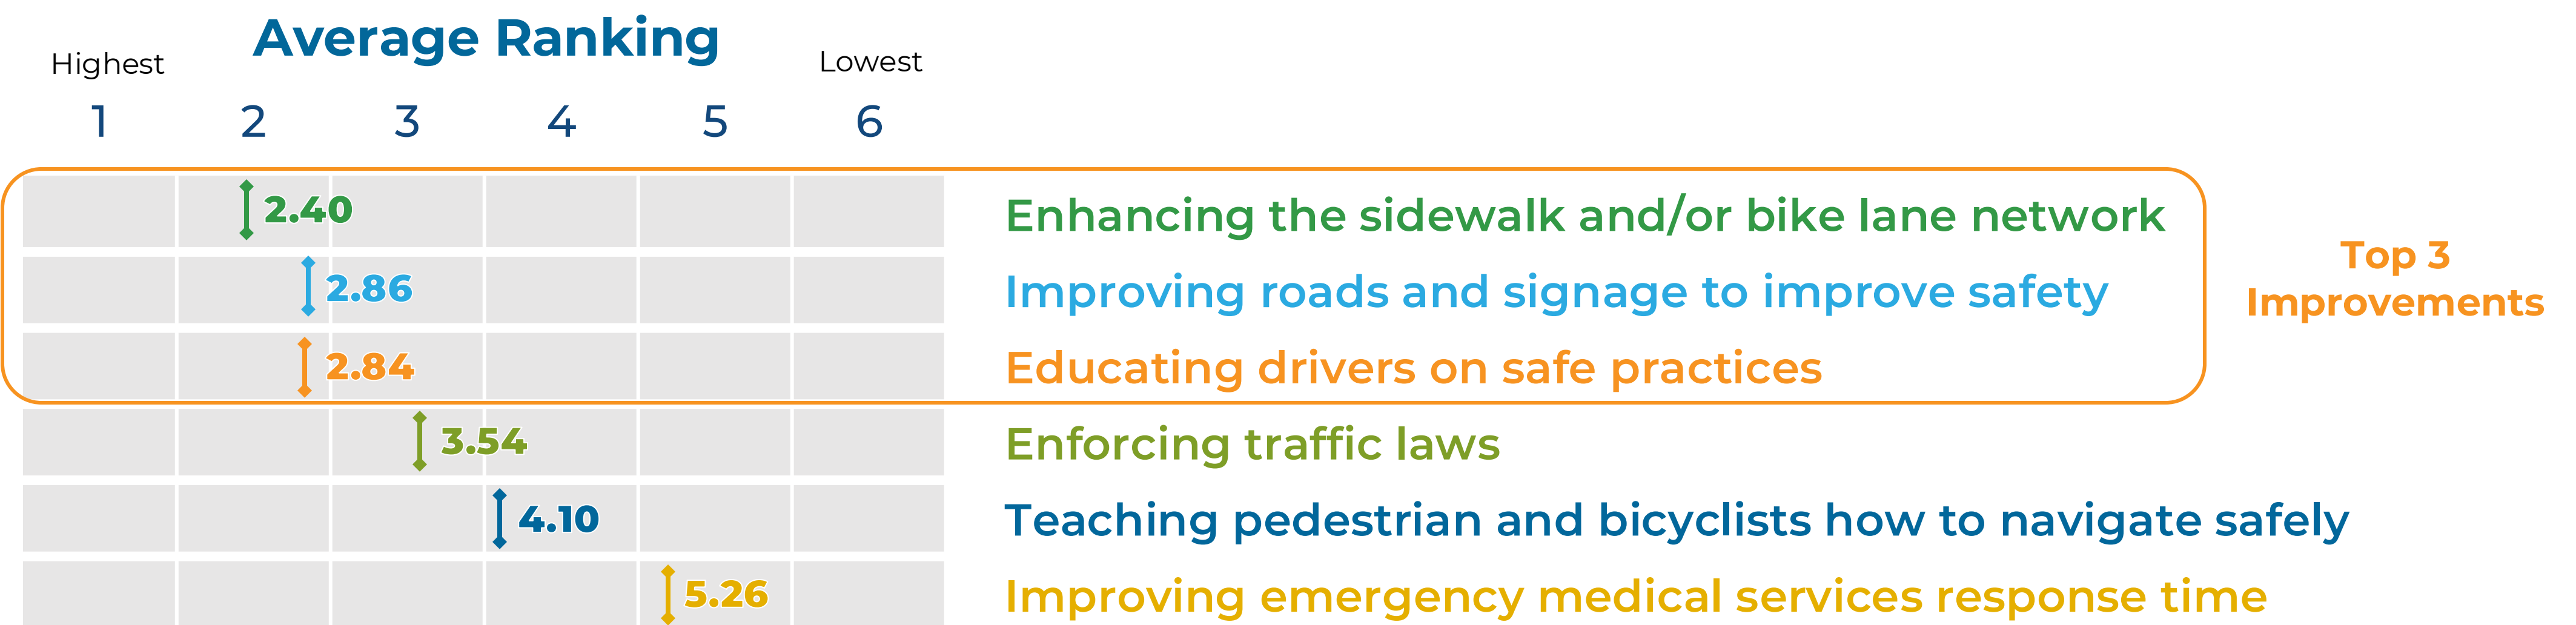 Average Ranking
Highest
Lowest
1 2 3 4 5 6
2.40 Enhancing the sidewalk and/or bike lane network
2.86 Improving roads and signage to improve safety
2.84 Educating drivers on safe practices
Top 3
Improvements
3.54 Enforcing traffic laws
4.10 Teaching pedestrian and bicyclists how to navigate safely
5.26 Improving emergency medical services response time